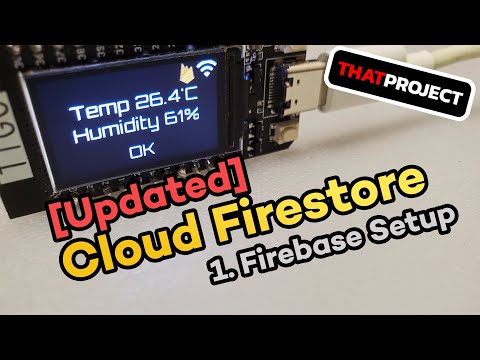 THATPROJECT
Temp 26.4°C
Humidity 61%
OK
[Updated]
Cloud Firestore
1. Firebase Setup